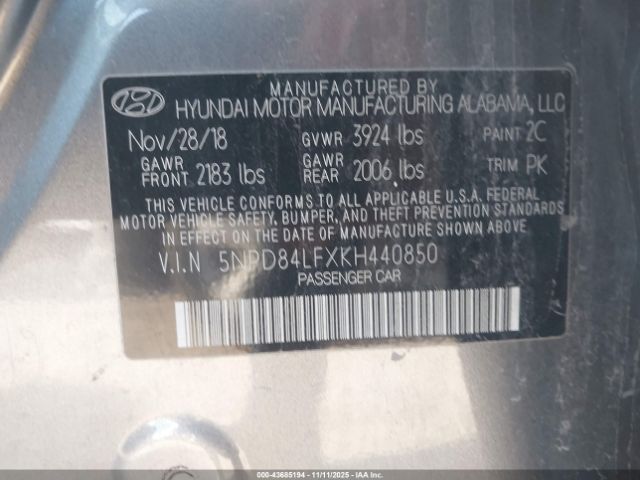 MANUFACTURED BY
HYUNDAI MOTOR MANUFACTURING ALABAMA, LLC
Nov/28/18 GVWR 3924 lbs PAINT 2C
GAWR FRONT 2183 lbs GAWR REAR 2006 lbs TRIM PK
THIS VEHICLE CONFORMS TO ALL APPLICABLE U.S.A. FEDERAL
MOTOR VEHICLE SAFETY, BUMPER, AND THEFT PREVENTION STANDARDS
IN EFFECT ON THE DATE OF MANUFACTURE SHOWN ABOVE.
V.I.N 5NPD84LFXKH440850
PASSENGER CAR
000-43685194 - 11/11/2025 - IAAI.COM